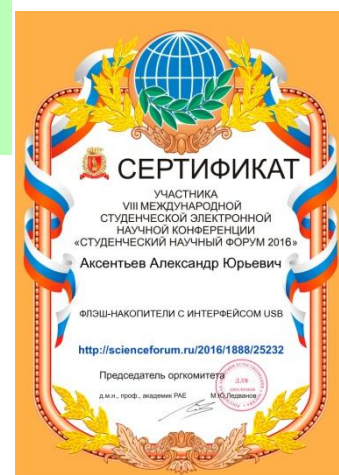 СЕРТИФИКАТ
УЧАСТНИКА
VIII МЕЖДУНАРОДНОЙ
СТУДЕНЧЕСКОЙ ЭЛЕКТРОННОЙ
НАУЧНОЙ КОНФЕРЕНЦИИ
«СТУДЕНЧЕСКИЙ НАУЧНЫЙ ФОРУМ 2016»
Аксентьев Александр Юрьевич
ФЛЭШ-НАКОПИТЕЛИ С ИНТЕРФЕЙСОМ USB
http://scienceforum.ru/2016/1888/25232
Председатель оргкомитета
д.м.н., проф., академик РАЕ М.Ю.Ледванов
ДЛЯ